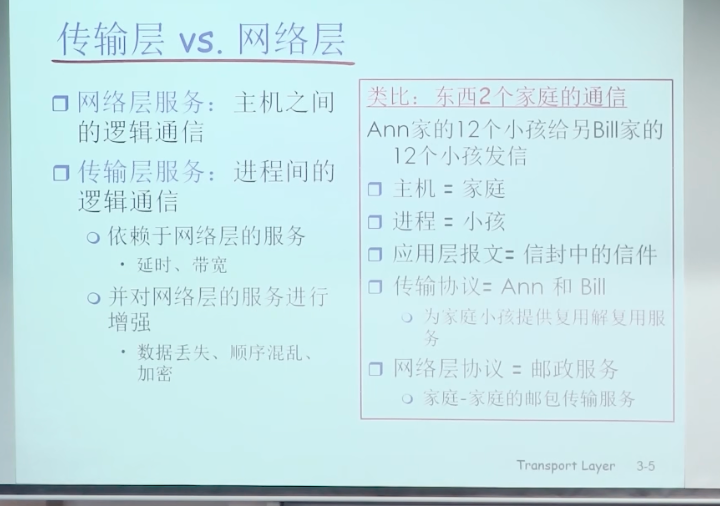 传输层 vs. 网络层
网络层服务：主机之间
的逻辑通信
传输层服务：进程间的
逻辑通信
依赖于网络层的服务
延时、带宽
并对网络层的服务进行
增强
数据丢失、顺序混乱、
加密
类比：东西2个家庭的通信
Ann家的12个小孩给另Bill家的
12个小孩发信
主机 = 家庭
进程 = 小孩
应用层报文= 信封中的信件
传输协议= Ann 和 Bill
为家庭小孩提供复用解复用服
务
网络层协议 = 邮政服务
家庭-家庭的邮包传输服务
Transport Layer 3-5